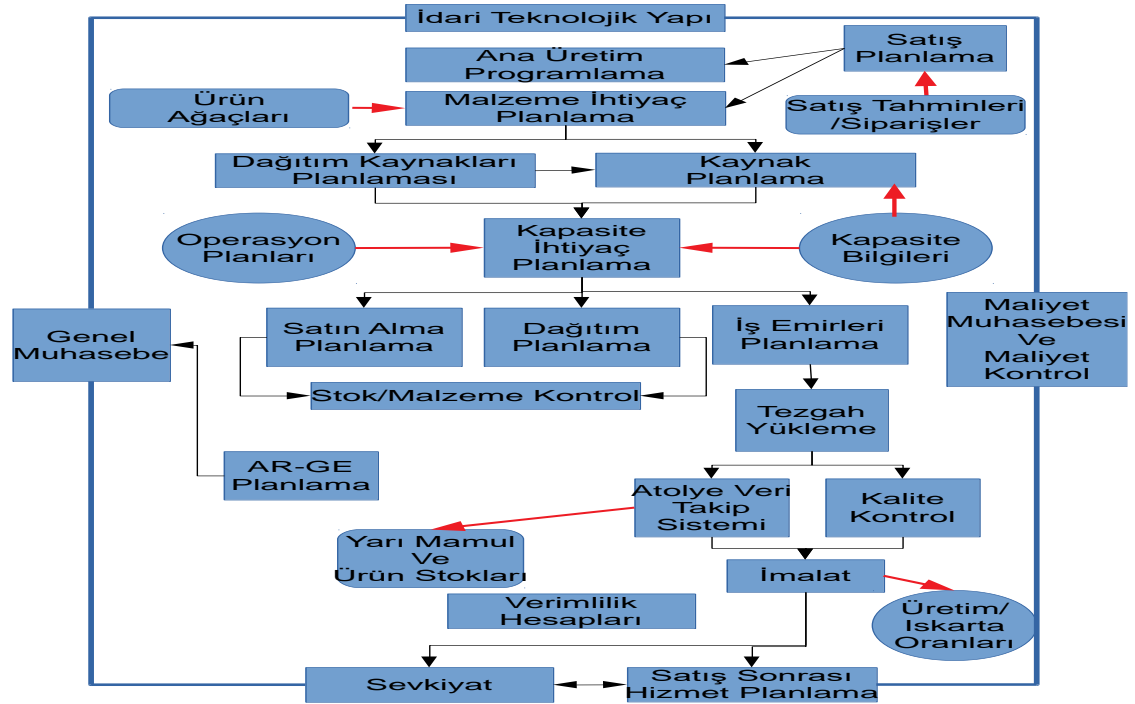 İdari Teknolojik Yapı
Ana Üretim
Programlama
Satış
Planlama
Ürün
Ağaçları
Malzeme İhtiyaç
Planlama
Satış Tahminleri
/Siparişler
Dağıtım Kaynakları
Planlaması
Kaynak
Planlama
Operasyon
Planları
Kapasite
İhtiyaç
Planlama
Kapasite
Bilgileri
Genel
Muhasebe
Satın Alma
Planlama
Dağıtım
Planlama
İş Emirleri
Planlama
Maliyet
Muhasebesi
Ve
Maliyet
Kontrol
Stok/Malzeme Kontrol
Tezgah
Yükleme
AR-GE
Planlama
Atolye Veri
Takip
Sistemi
Kalite
Kontrol
Yarı Mamul
Ve
Ürün Stokları
İmalat
Verimlilik
Hesapları
Üretim/
Iskarta
Oranları
Sevkiyat
Satış Sonrası
Hizmet Planlama